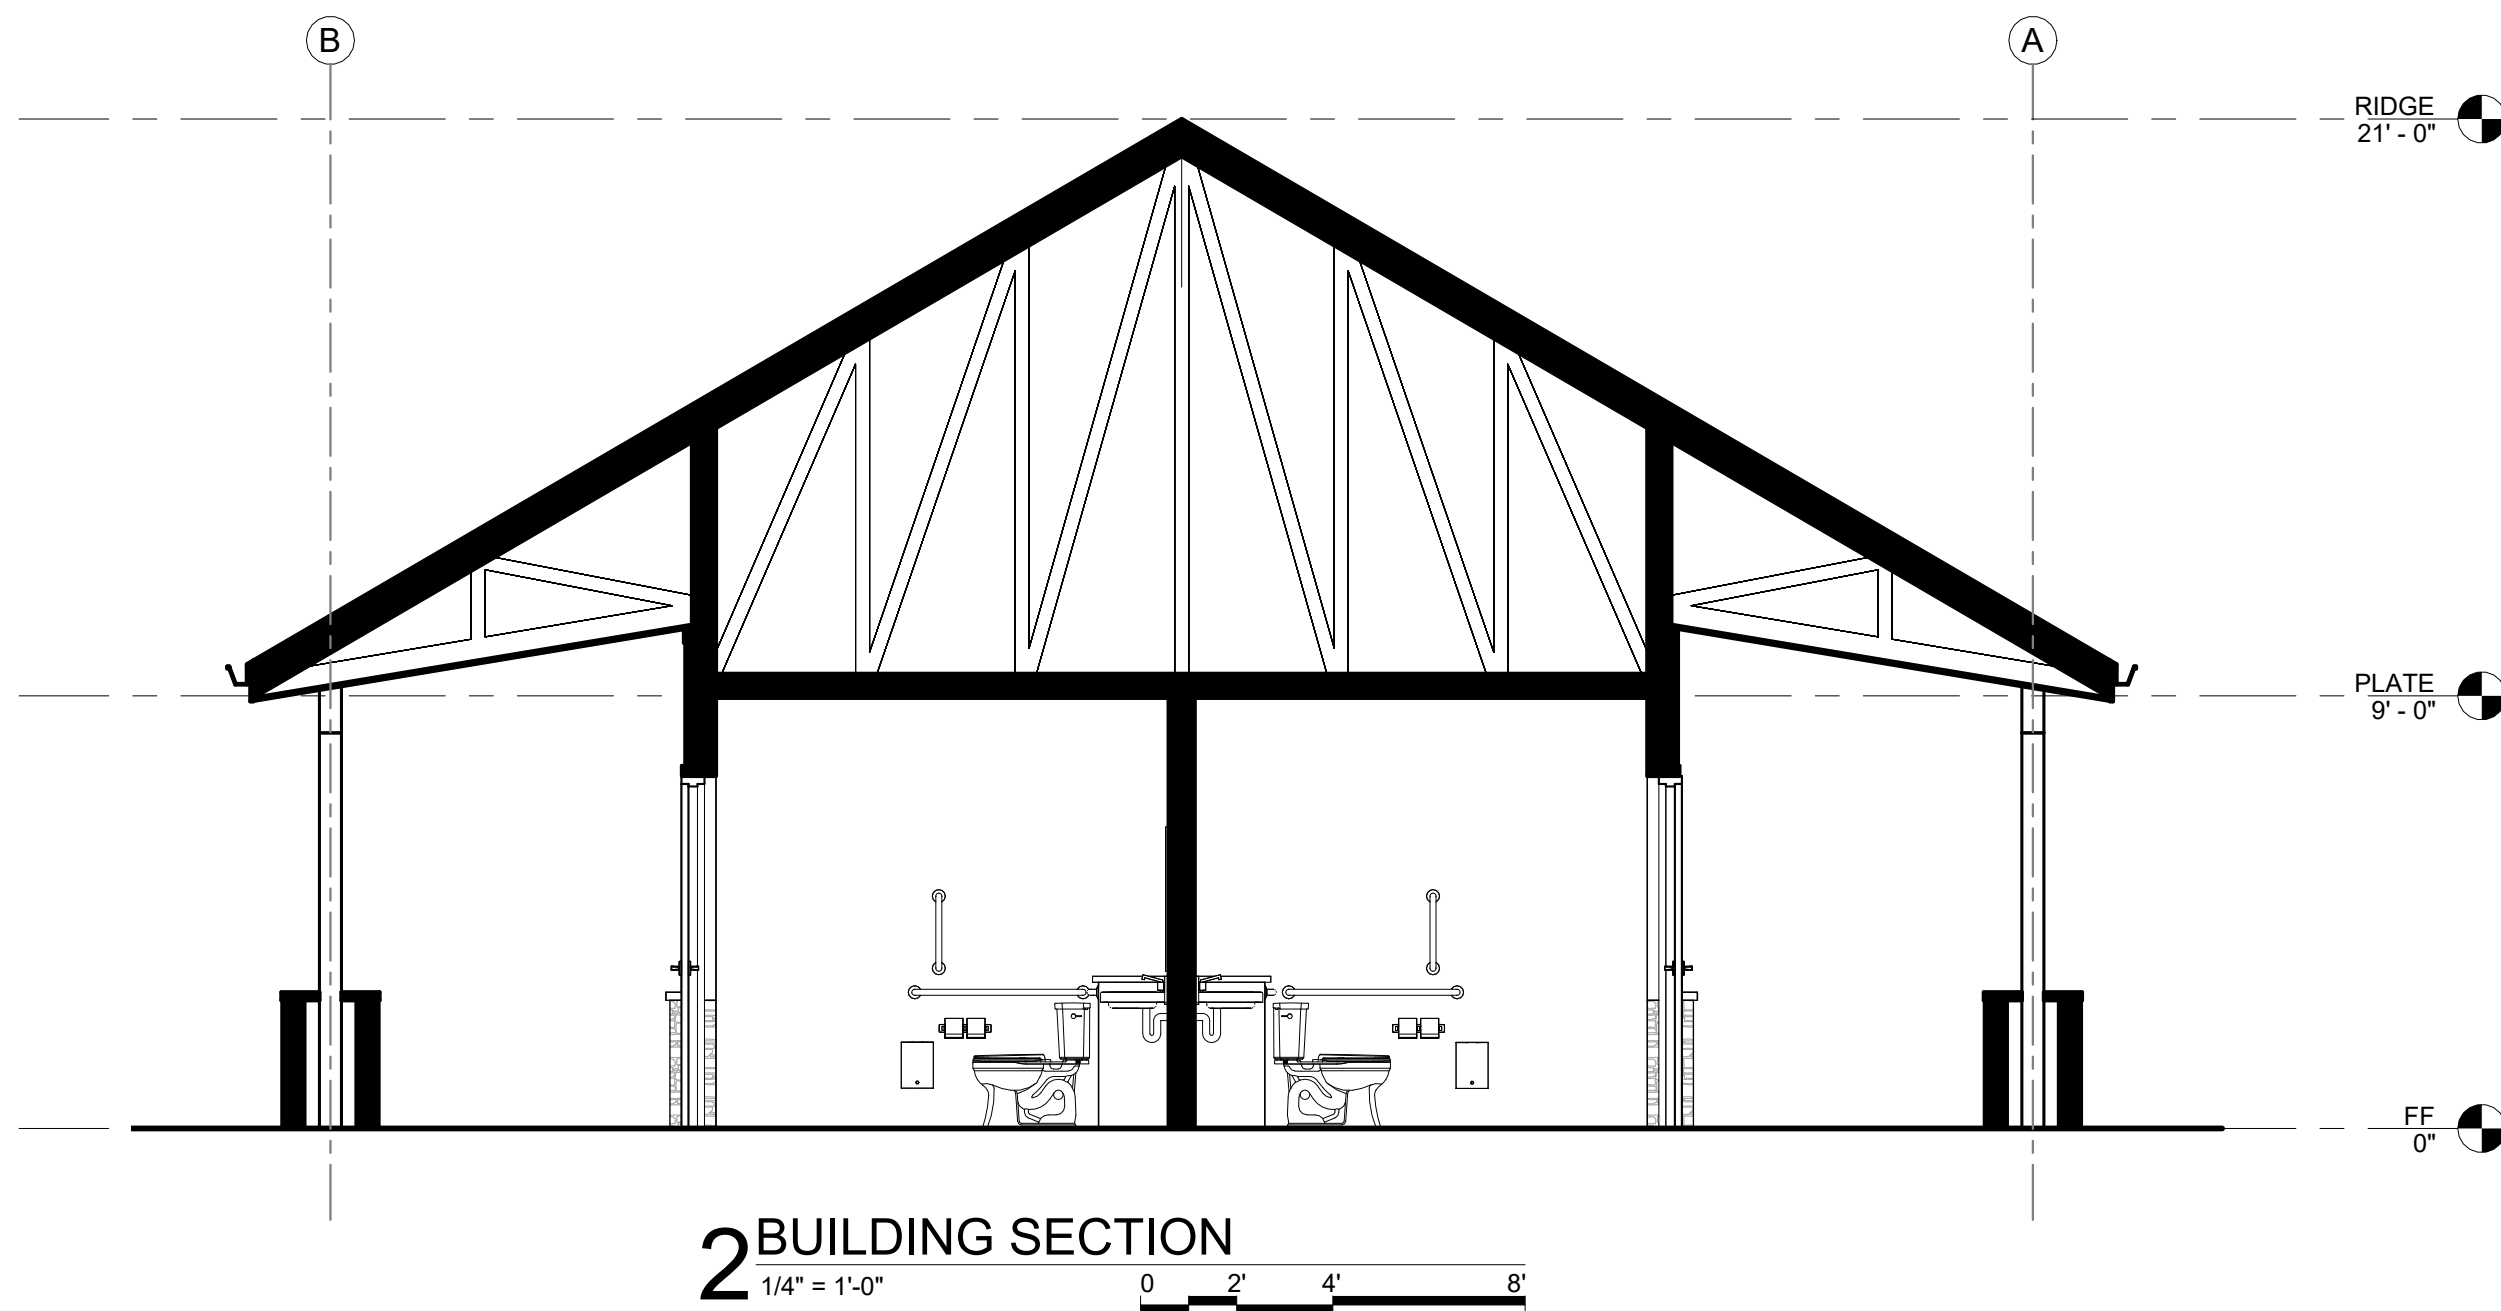 B
A
RIDGE
21' - 0"
PLATE
9' - 0"
FF
0"
2
BUILDING SECTION
1/4" = 1'-0"
0 2' 4' 8'